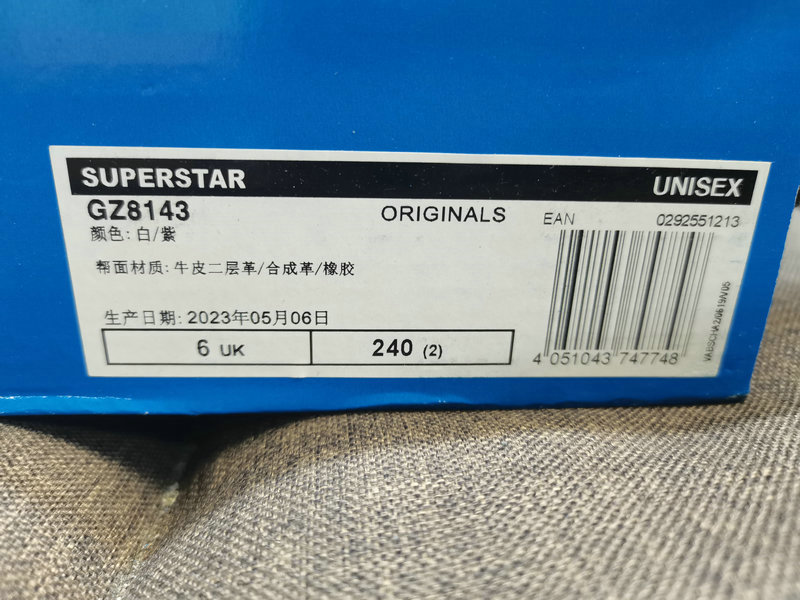 SUPERSTAR UNISEX
GZ8143 ORIGINALS EAN 0292551213
颜色: 白/紫
帮面材质: 牛皮二层革/合成革/橡胶
生产日期: 2023年05月06日
6 UK 240 (2)
4 051043 747748